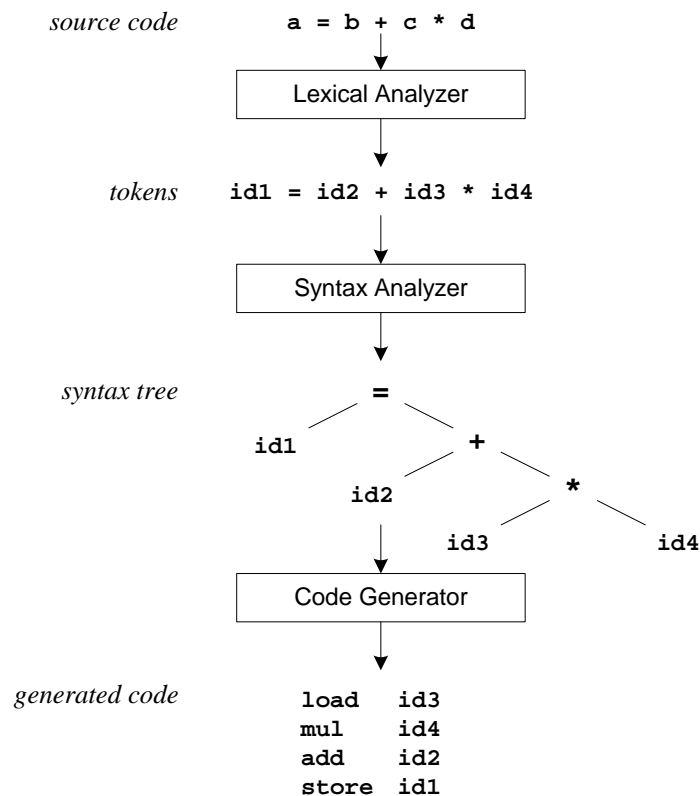 source code a = b + c * d
Lexical Analyzer
tokens id1 = id2 + id3 * id4
Syntax Analyzer
syntax tree =
id1 +
id2 *
id3 id4
Code Generator
generated code load id3
mul id4
add id2
store id1